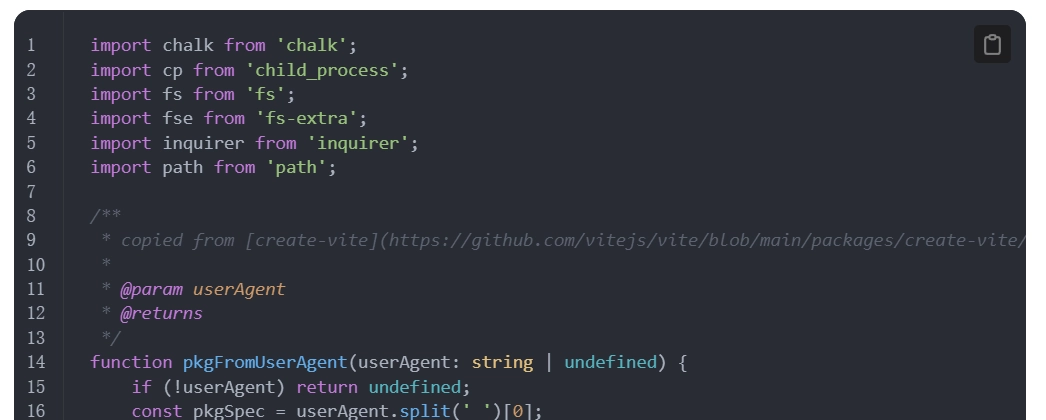 1 import chalk from 'chalk';
2 import cp from 'child_process';
3 import fs from 'fs';
4 import fse from 'fs-extra';
5 import inquirer from 'inquirer';
6 import path from 'path';
7
8 /**
9  * copied from [create-vite](https://github.com/vitejs/vite/blob/main/packages/create-vite/
10  *
11  * @param userAgent
12  * @returns
13  */
14 function pkgFromUserAgent(userAgent: string | undefined) {
15     if (!userAgent) return undefined;
16     const pkgSpec = userAgent.split(' ')[0];